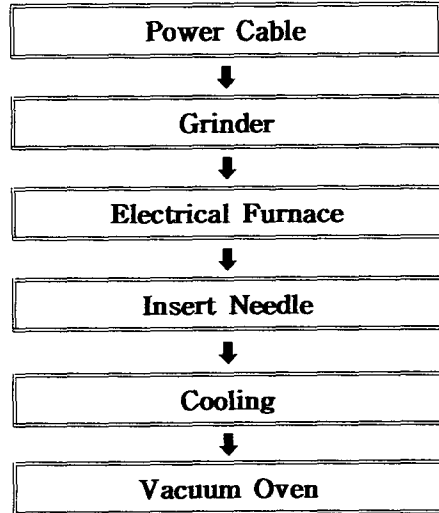 Power Cable
Grinder
Electrical Furnace
Insert Needle
Cooling
Vacuum Oven